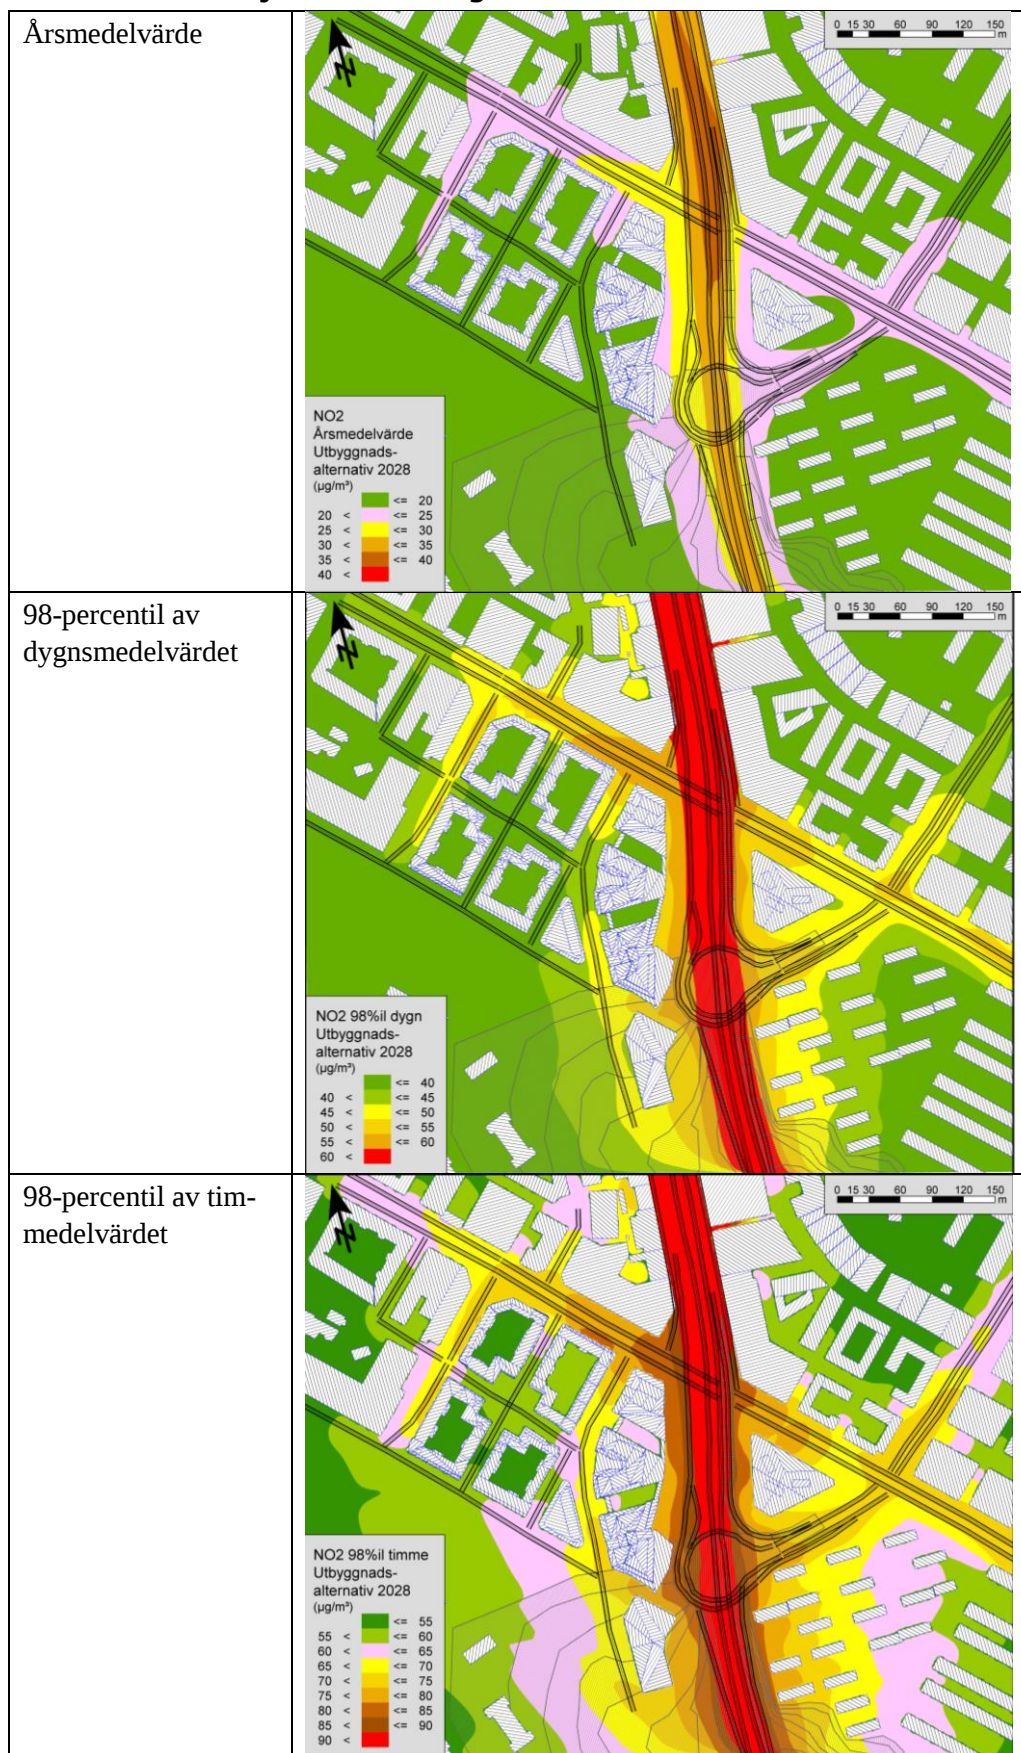 Årsmedelvärde
0 15 30 60 90 120 150
m
N
NO2
Årsmedelvärde
Utbyggnads-
alternativ 2028
(µg/m³)
<= 20
20 < <= 25
25 < <= 30
30 < <= 35
35 < <= 40
40 <
98-percentil av
dygnsmedelvärdet
0 15 30 60 90 120 150
m
N
NO2 98%il dygn
Utbyggnads-
alternativ 2028
(µg/m³)
<= 40
40 < <= 45
45 < <= 50
50 < <= 55
55 < <= 60
60 <
98-percentil av tim-
medelvärdet
0 15 30 60 90 120 150
m
N
NO2 98%il timme
Utbyggnads-
alternativ 2028
(µg/m³)
<= 55
55 < <= 60
60 < <= 65
65 < <= 70
70 < <= 75
75 < <= 80
80 < <= 85
85 < <= 90
90 <